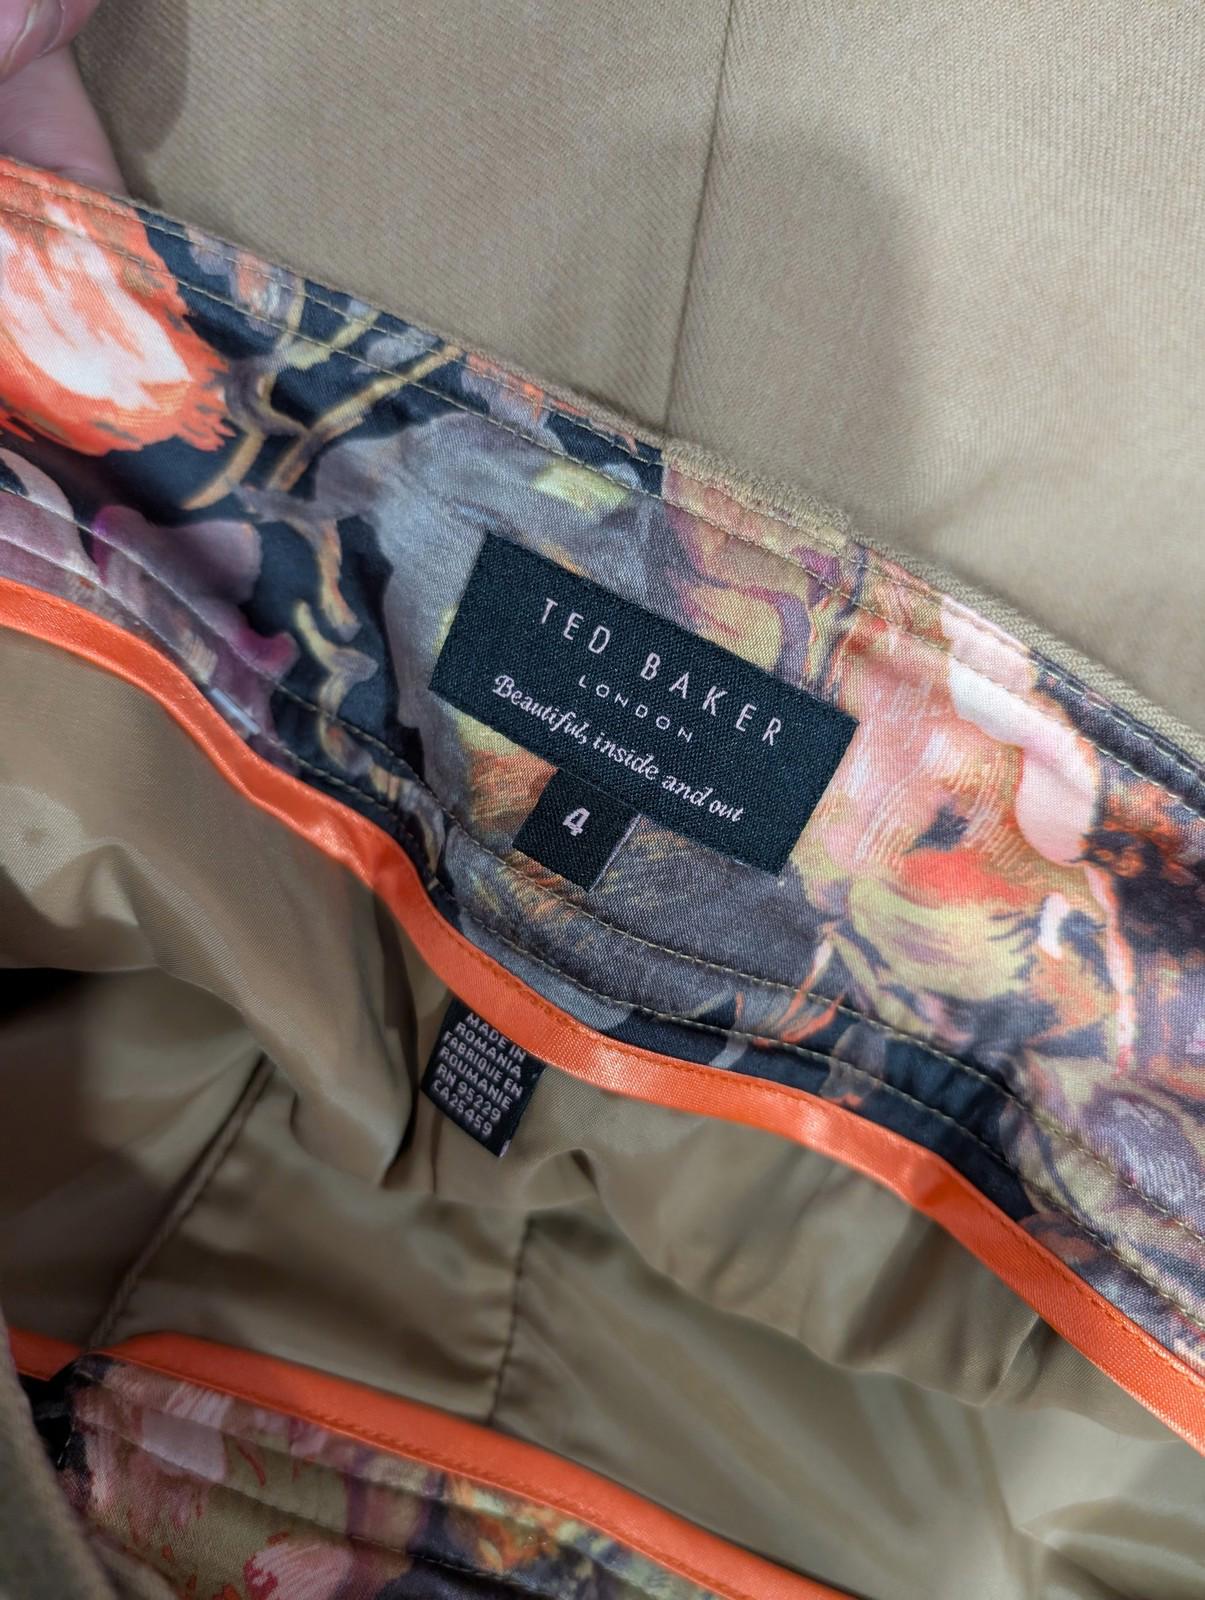 TED BAKER
LONDON
Beautiful, inside and out
4
MADE IN
ROMANIA
FABRIQUE EN
ROUMANIE
RN 95229
CA25459